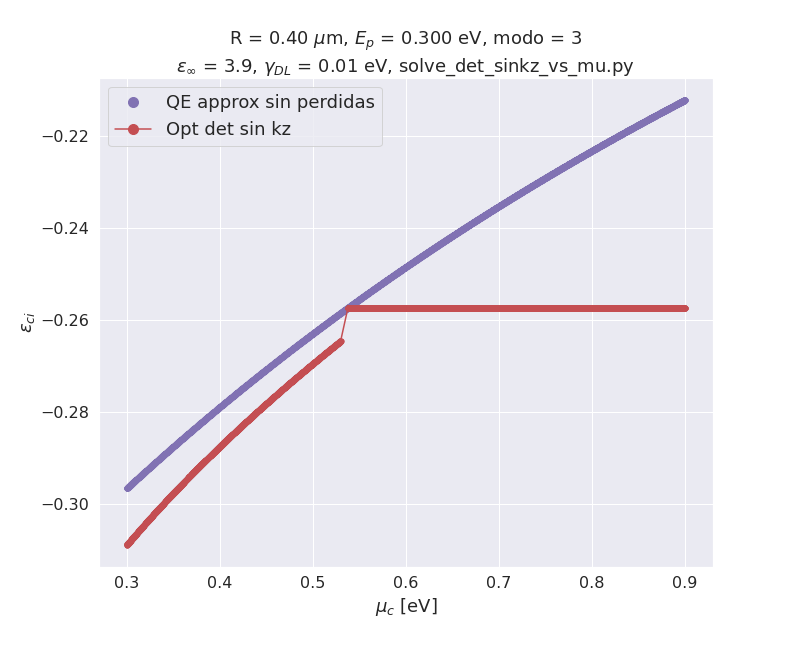 R = 0.40 μm, E_p = 0.300 eV, modo = 3
ε_∞ = 3.9, γ_DL = 0.01 eV, solve_det_sinkz_vs_mu.py
QE approx sin perdidas
Opt det sin kz
−0.22
−0.24
−0.26
−0.28
−0.30
ε_ci
0.3 0.4 0.5 0.6 0.7 0.8 0.9
μ_c [eV]